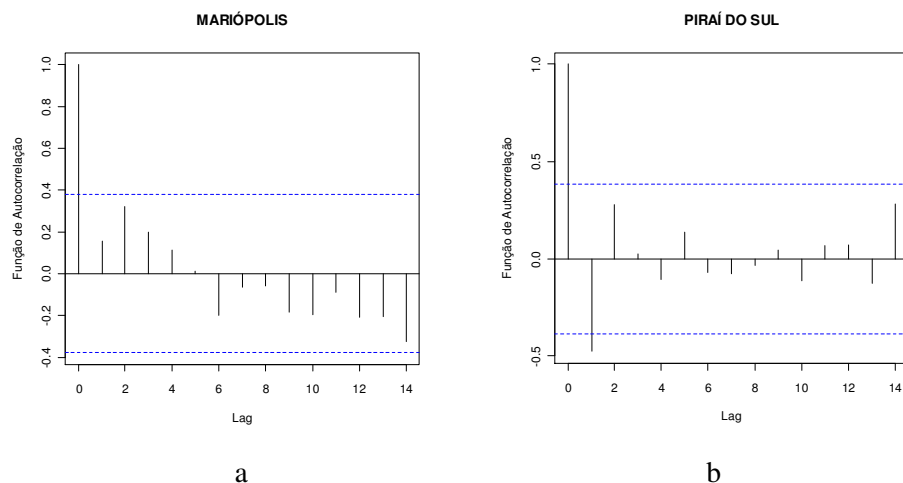 MARIÓPOLIS
Função de Autocorrelação
1.0
0.8
0.6
0.4
0.2
0.0
-0.2
-0.4
0 2 4 6 8 10 12 14
Lag
a
PIRAÍ DO SUL
Função de Autocorrelação
1.0
0.5
0.0
-0.5
0 2 4 6 8 10 12 14
Lag
b